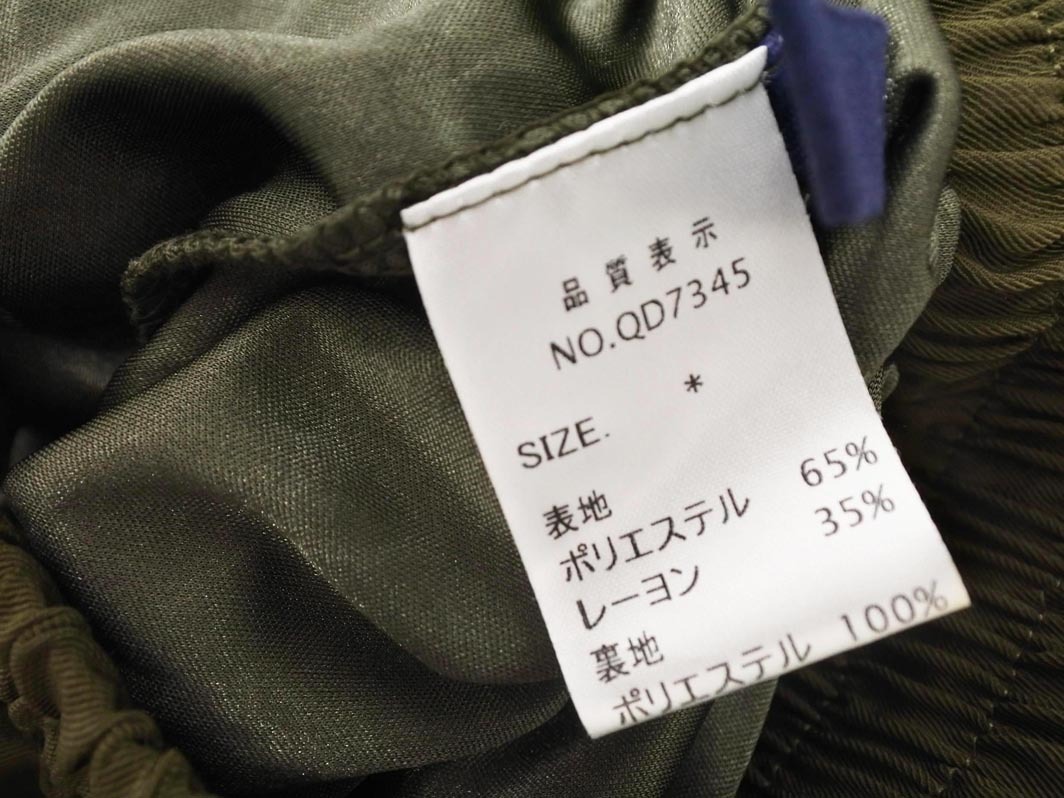 品質表示
NO.QD7345
*
SIZE.
表地
ポリエステル 65%
レーヨン 35%
裏地
ポリエステル 100%